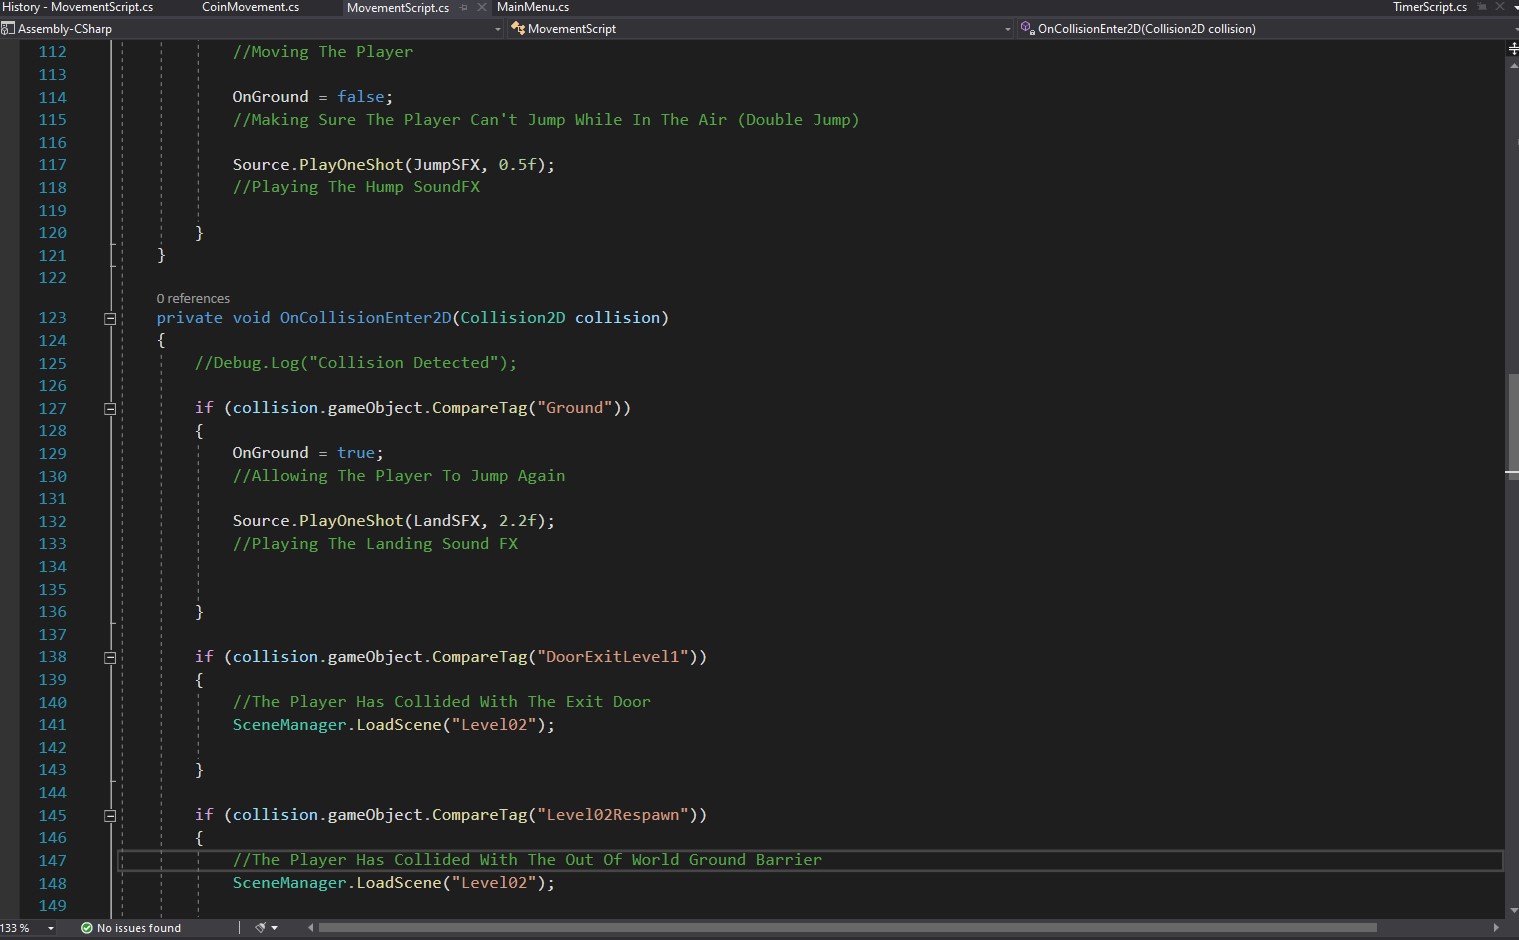 History - MovementScript.cs CoinMovement.cs MovementScript.cs MainMenu.cs TimerScript.cs
Assembly-CSharp MovementScript OnCollisionEnter2D(Collision2D collision)
112 //Moving The Player
113
114 OnGround = false;
115 //Making Sure The Player Can't Jump While In The Air (Double Jump)
116
117 Source.PlayOneShot(JumpSFX, 0.5f);
118 //Playing The Hump SoundFX
119
120 }
121 }
122
0 references
123 private void OnCollisionEnter2D(Collision2D collision)
124 {
125 //Debug.Log("Collision Detected");
126
127 if (collision.gameObject.CompareTag("Ground"))
128 {
129 OnGround = true;
130 //Allowing The Player To Jump Again
131
132 Source.PlayOneShot(LandSFX, 2.2f);
133 //Playing The Landing Sound FX
134
135
136 }
137
138 if (collision.gameObject.CompareTag("DoorExitLevel1"))
139 {
140 //The Player Has Collided With The Exit Door
141 SceneManager.LoadScene("Level02");
142
143 }
144
145 if (collision.gameObject.CompareTag("Level02Respawn"))
146 {
147 //The Player Has Collided With The Out Of World Ground Barrier
148 SceneManager.LoadScene("Level02");
149
133 % No issues found